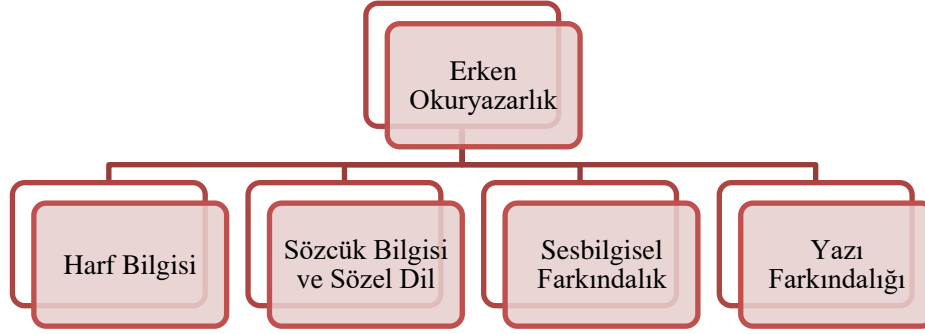 Erken
Okuryazarlık
Harf Bilgisi
Sözcük Bilgisi
ve Sözel Dil
Sesbilgisel
Farkındalık
Yazı
Farkındalığı